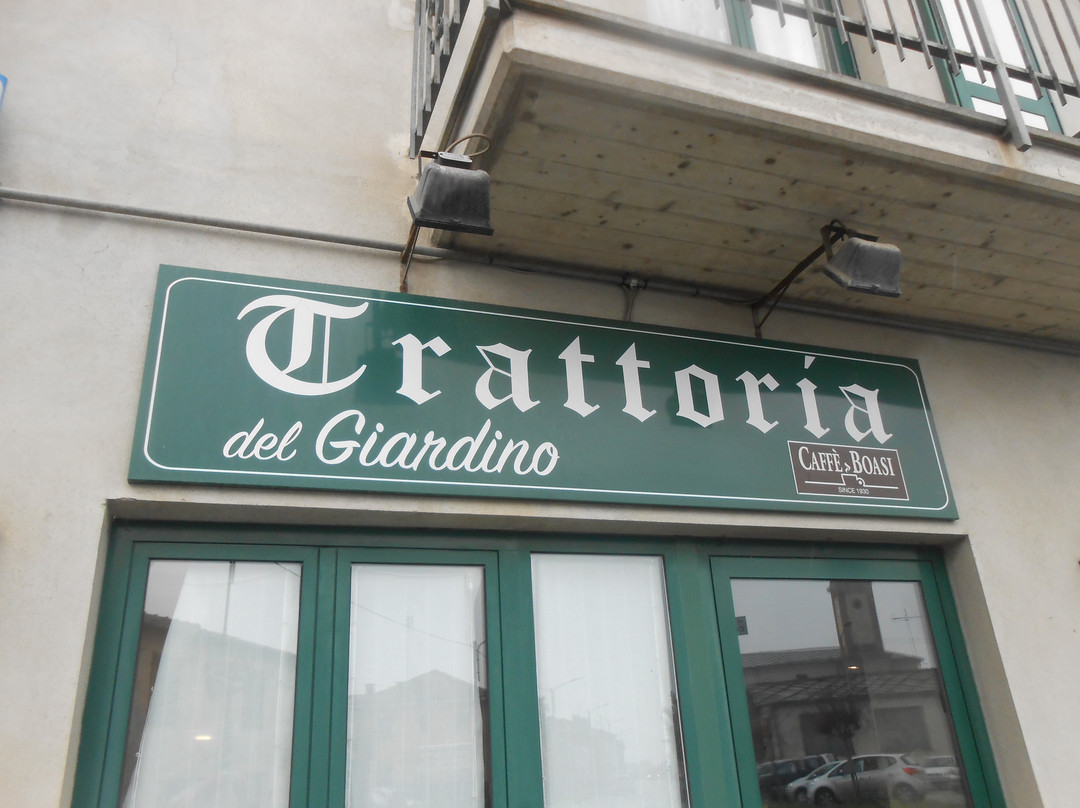 Trattoria
del Giardino
CAFFÈ BOASI
SINCE 1930